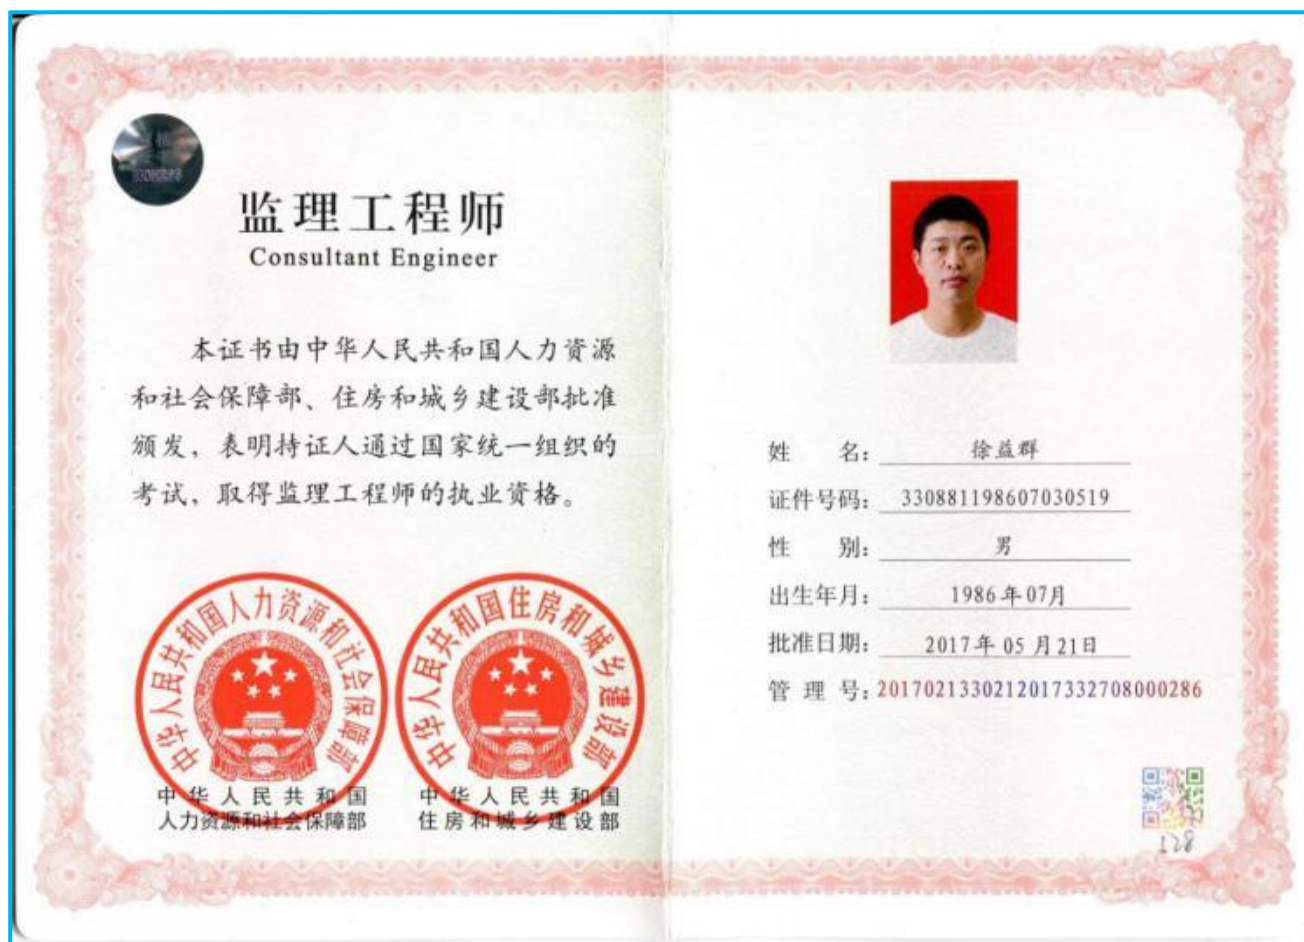 监理工程师
Consultant Engineer
本证书由中华人民共和国人力资源
和社会保障部、住房和城乡建设部批准
颁发，表明持证人通过国家统一组织的
考试，取得监理工程师的执业资格。
中华人民共和国人力资源和社会保障部
中华人民共和国住房和城乡建设部
中华人民共和国
人力资源和社会保障部
中华人民共和国
住房和城乡建设部
姓 名：徐益群
证件号码：330881198607030519
性 别：男
出生年月：1986年07月
批准日期：2017年05月21日
管 理 号：2017021330212017332708000286
128